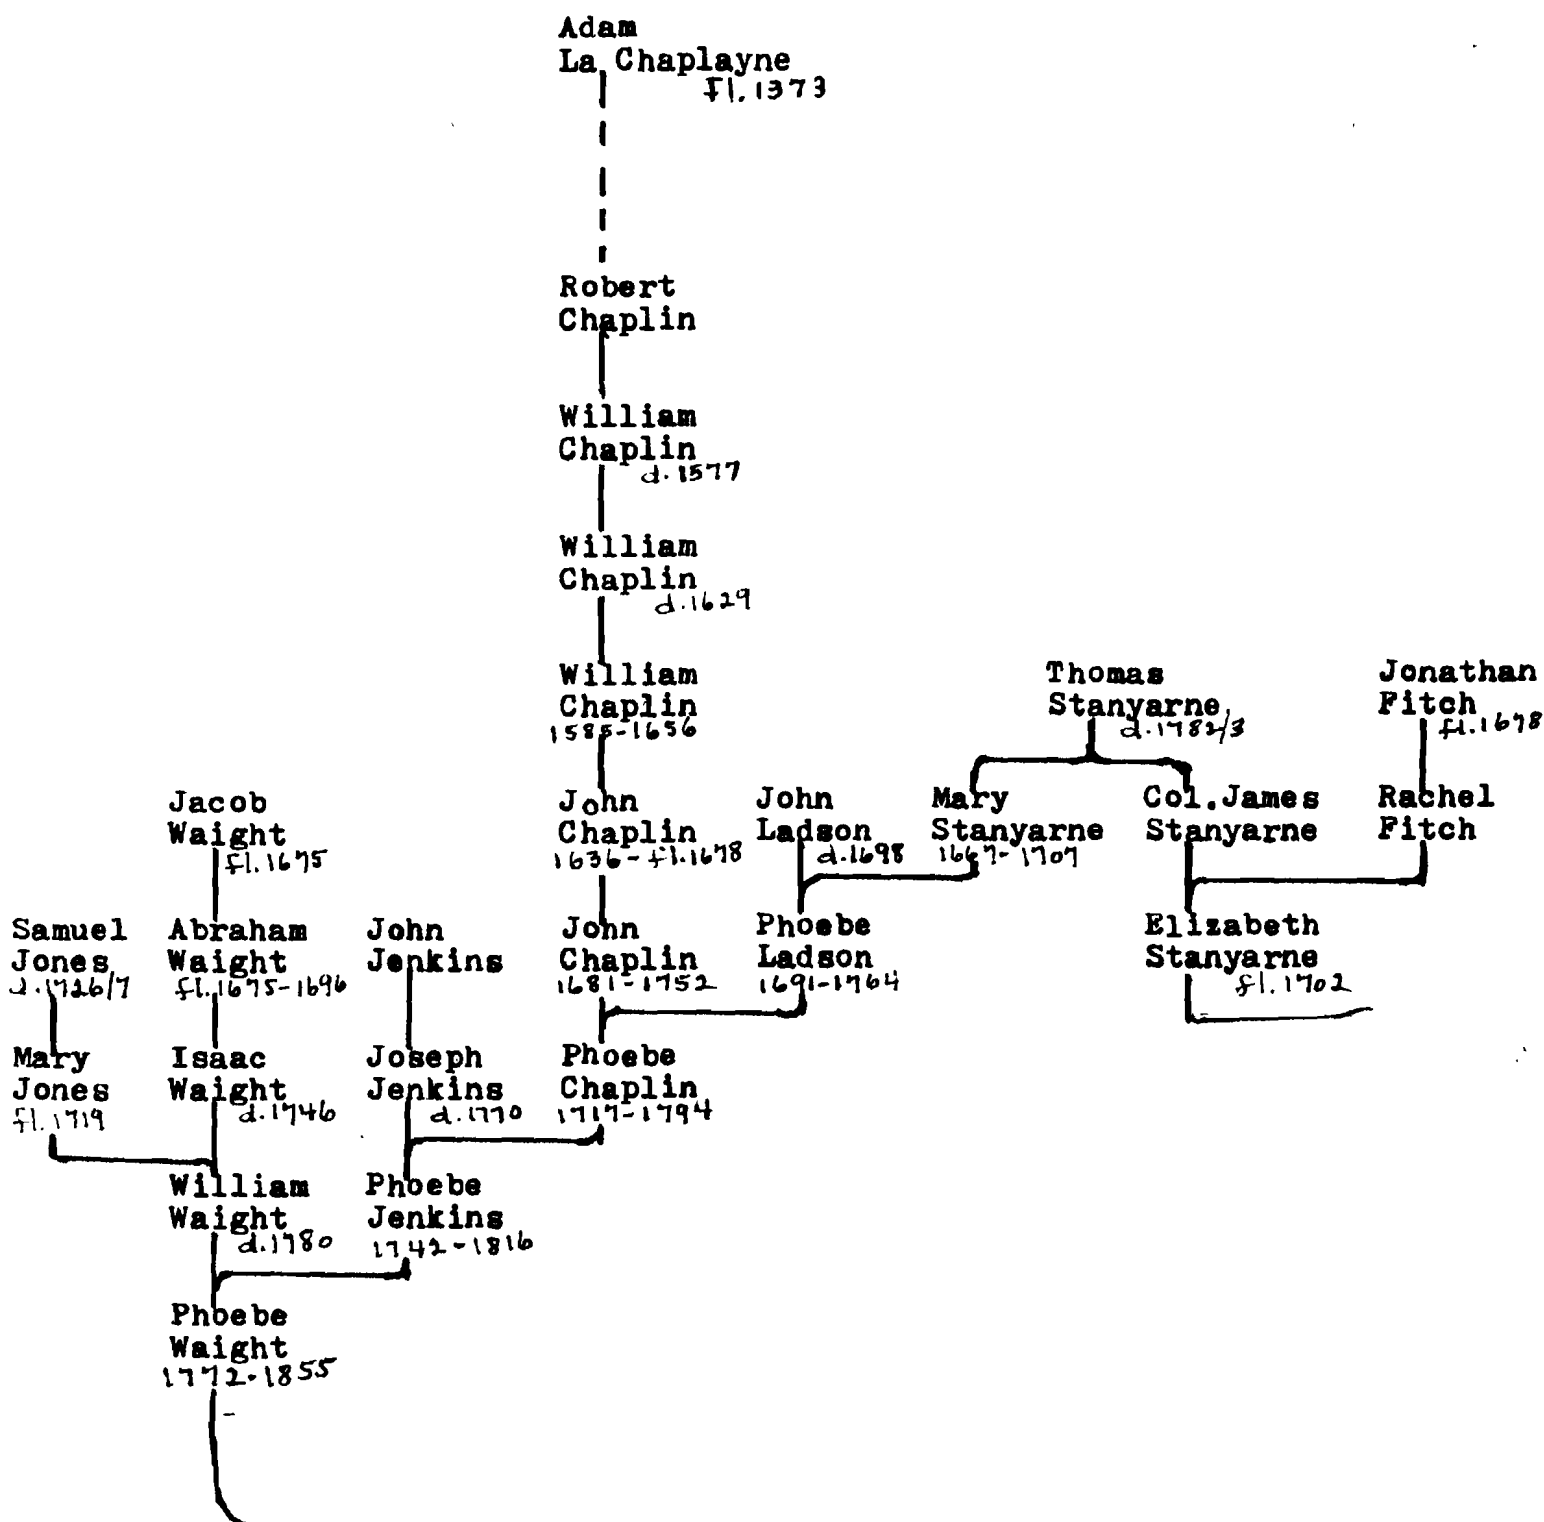 Adam
La Chaplayne
fl. 1373
Robert
Chaplin
William
Chaplin
d. 1577
William
Chaplin
d. 1629
William
Chaplin
1585-1656
Thomas
Stanyarne
d. 1782/3
Jonathan
Fitch
fl. 1678
Jacob
Waight
fl. 1675
John
Chaplin
1636-fl. 1678
John
Ladson
d. 1698
Mary
Stanyarne
1667-1707
Col. James
Stanyarne
Rachel
Fitch
Samuel
Jones
d. 1726/7
Abraham
Waight
fl. 1675-1696
John
Jenkins
John
Chaplin
1681-1752
Phoebe
Ladson
1691-1764
Elizabeth
Stanyarne
fl. 1702
Mary
Jones
fl. 1719
Isaac
Waight
d. 1746
Joseph
Jenkins
d. 1770
Phoebe
Chaplin
1717-1794
William
Waight
d. 1780
Phoebe
Jenkins
1742-1816
Phoebe
Waight
1772-1855